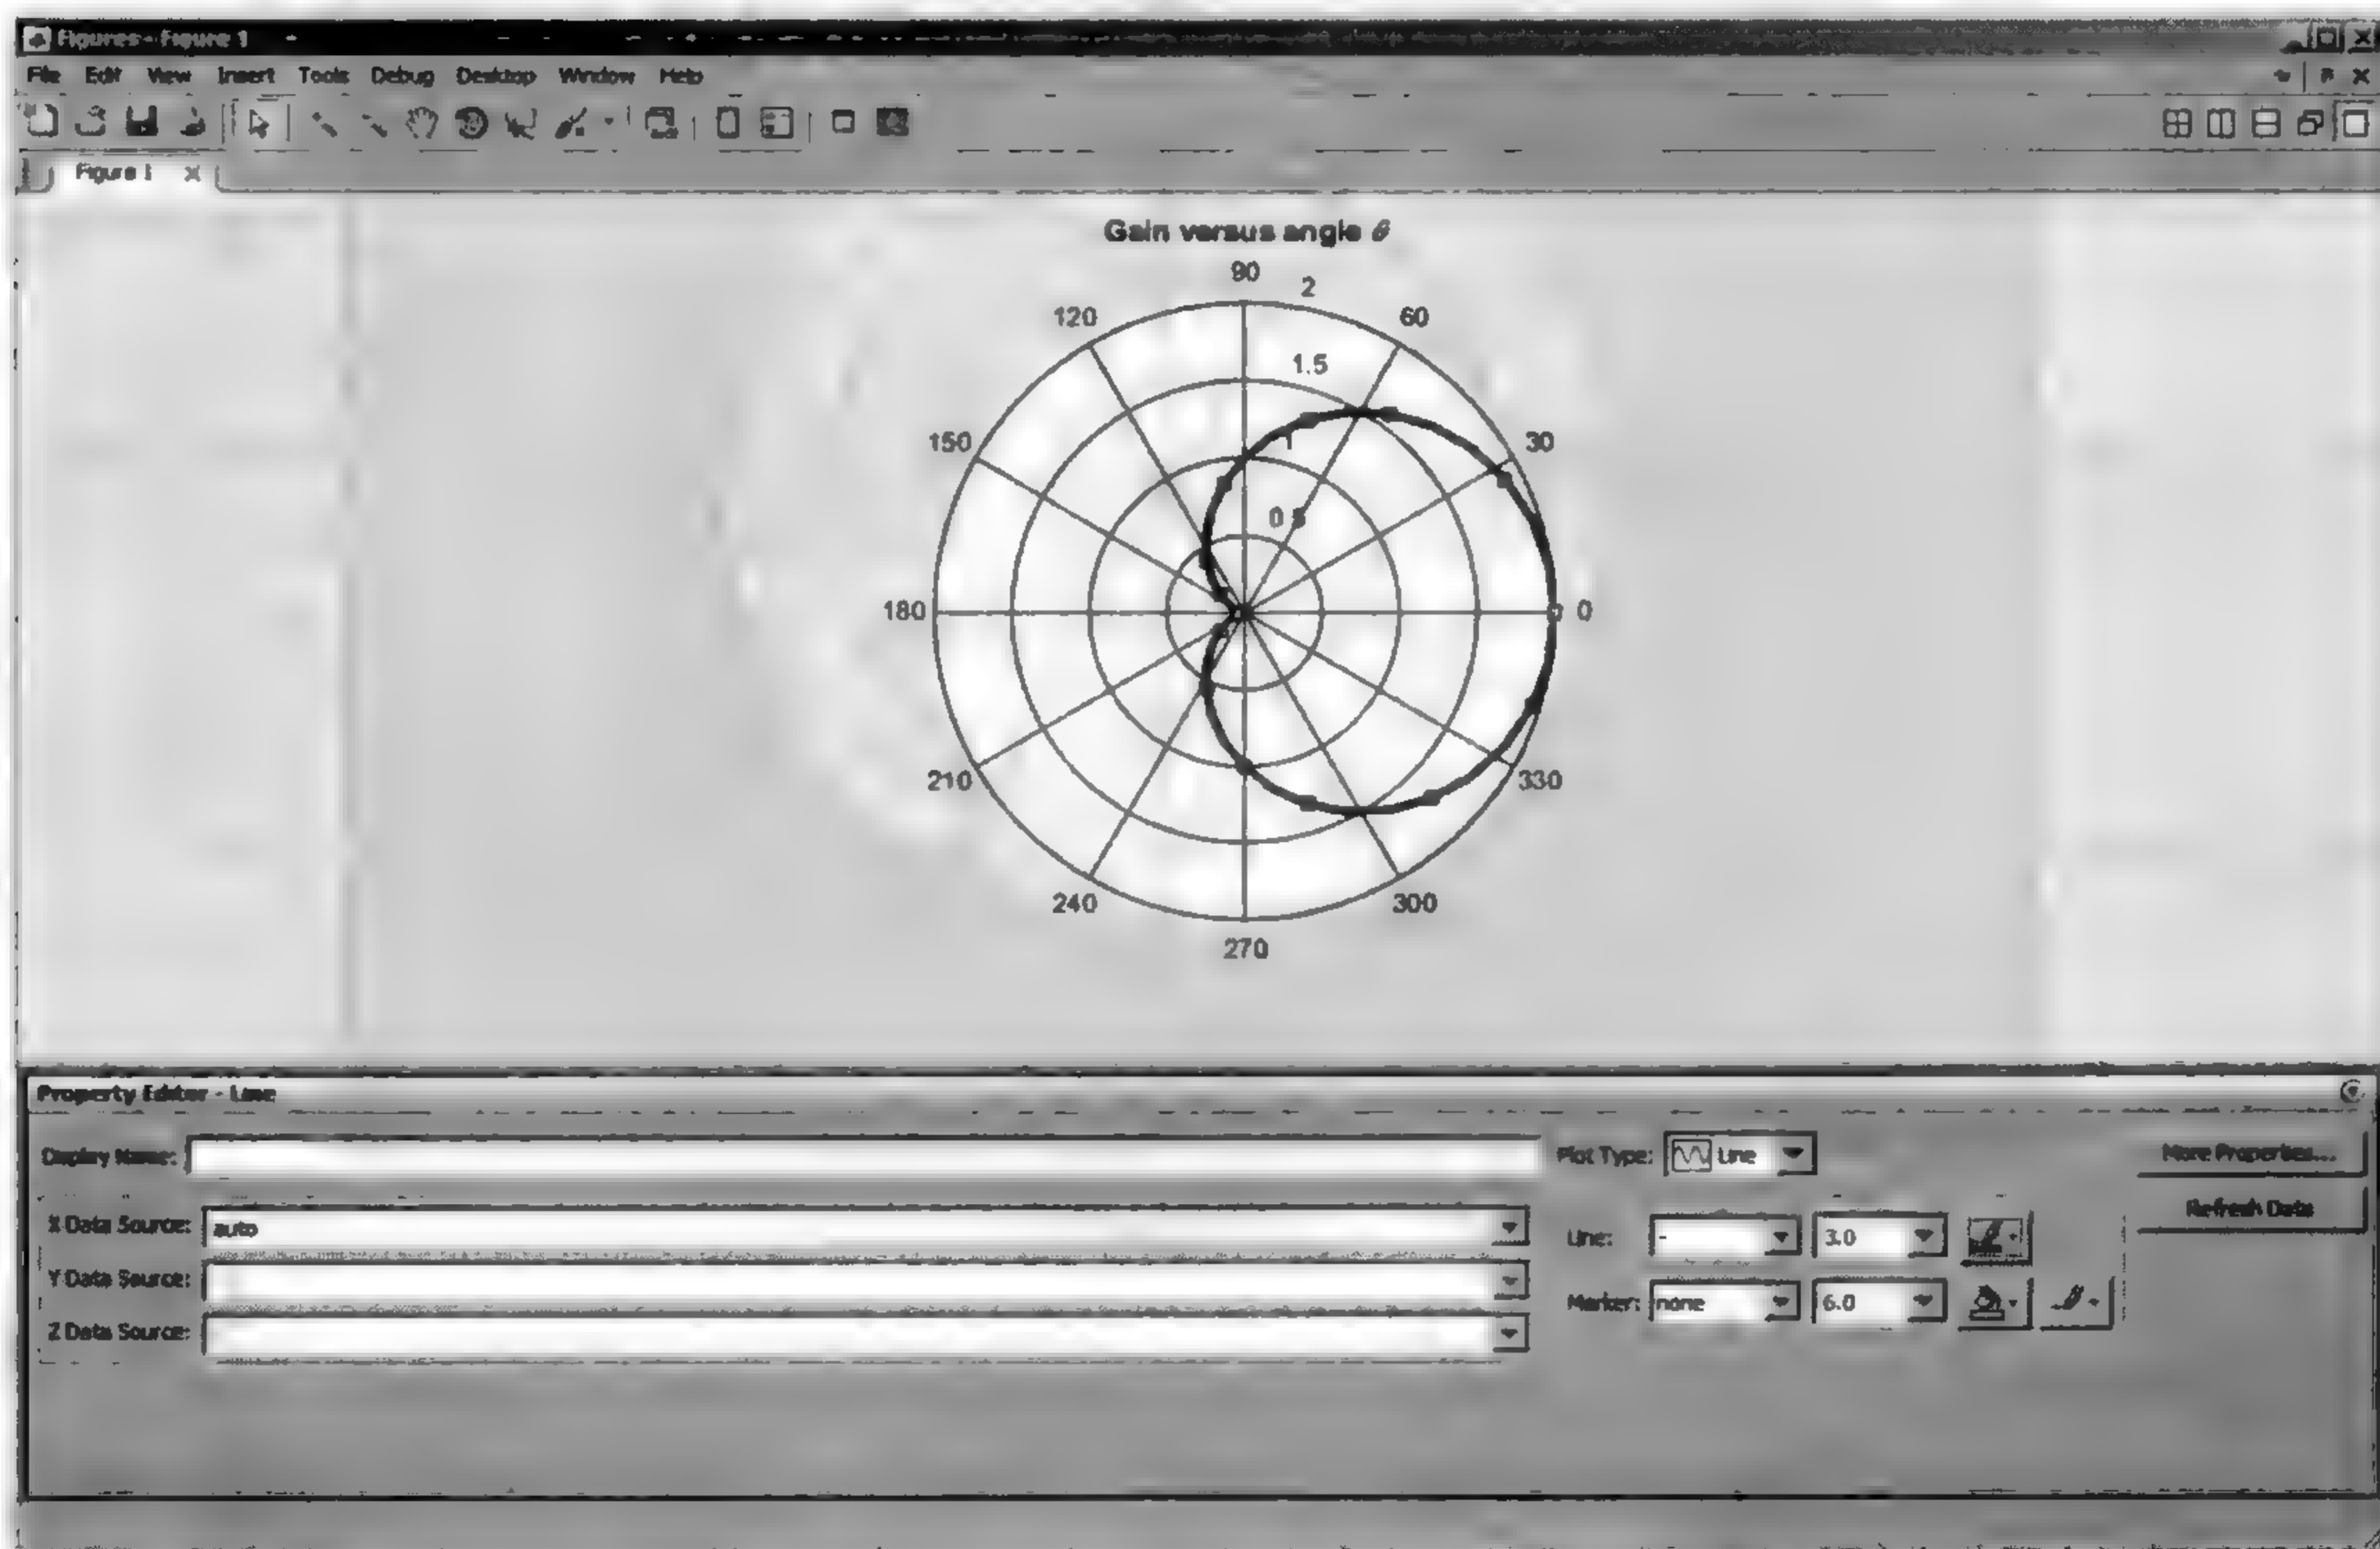 Figures - Figure 1
File Edit View Insert Tools Debug Desktop Window Help
Figure 1
Gain versus angle θ
90
2
120
60
1.5
150
30
1
0.5
180
0
210
330
240
300
270
Property Editor - Line
Display Name:
Plot Type: Line
More Properties...
X Data Source: auto
Refresh Data
Line: - 3.0
Y Data Source:
Marker: none 6.0
Z Data Source: